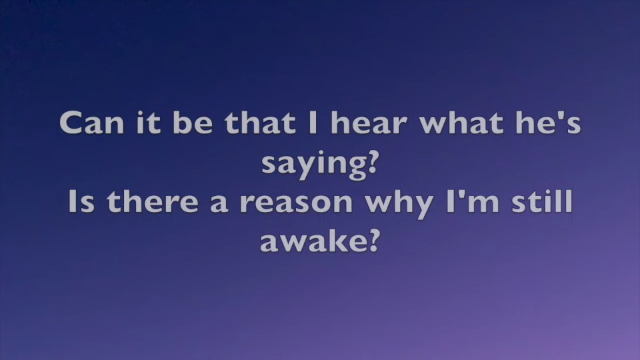 Can it be that I hear what he's
saying?
Is there a reason why I'm still
awake?